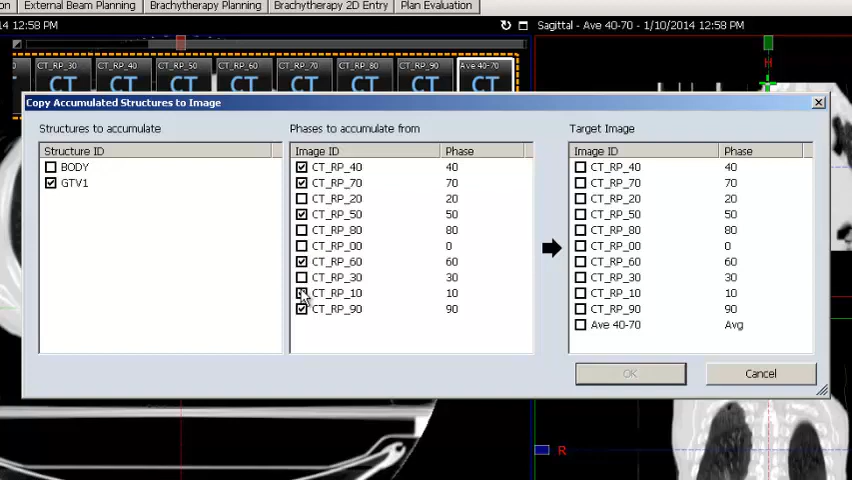 on External Beam Planning Brachytherapy Planning Brachytherapy 2D Entry Plan Evaluation
14 12:58 PM Sagittal - Ave 40-70 - 1/10/2014 12:58 PM
H
CT_RP_30 CT_RP_40 CT_RP_50 CT_RP_60 CT_RP_70 CT_RP_80 CT_RP_90 Ave 40-70
CT CT CT CT CT CT CT CT
Copy Accumulated Structures to Image
Structures to accumulate Phases to accumulate from Target Image
Structure ID Image ID Phase Image ID Phase
BODY CT_RP_40 40 CT_RP_40 40
GTV1 CT_RP_70 70 CT_RP_70 70
CT_RP_20 20 CT_RP_20 20
CT_RP_50 50 CT_RP_50 50
CT_RP_80 80 CT_RP_80 80
CT_RP_00 0 CT_RP_00 0
CT_RP_60 60 CT_RP_60 60
CT_RP_30 30 CT_RP_30 30
CT_RP_10 10 CT_RP_10 10
CT_RP_90 90 CT_RP_90 90
Ave 40-70 Avg
OK Cancel
R